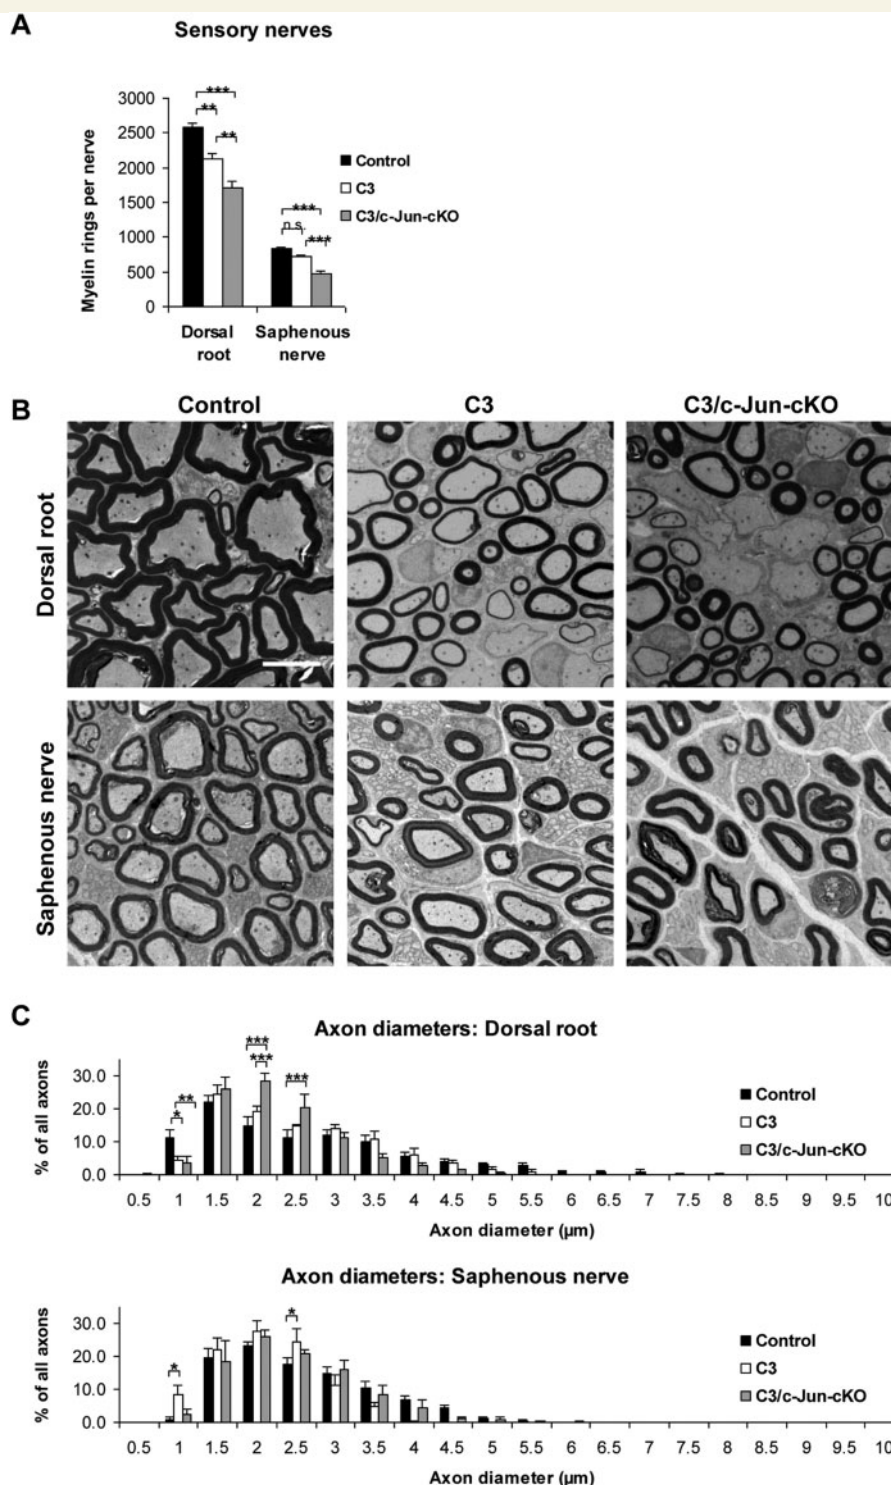 A
Sensory nerves
Myelin rings per nerve
3000
2500
2000
1500
1000
500
0
***
**
**
***
n.s.
***
Control
C3
C3/c-Jun-cKO
Dorsal root
Saphenous nerve
B
Control C3 C3/c-Jun-cKO
Dorsal root
Saphenous nerve
C
Axon diameters: Dorsal root
% of all axons
30.0
20.0
10.0
0.0
**
*
***
***
***
Control
C3
C3/c-Jun-cKO
0.5 1 1.5 2 2.5 3 3.5 4 4.5 5 5.5 6 6.5 7 7.5 8 8.5 9 9.5 10
Axon diameter (µm)
Axon diameters: Saphenous nerve
% of all axons
30.0
20.0
10.0
0.0
*
*
Control
C3
C3/c-Jun-cKO
0.5 1 1.5 2 2.5 3 3.5 4 4.5 5 5.5 6 6.5 7 7.5 8 8.5 9 9.5 10
Axon diameter (µm)